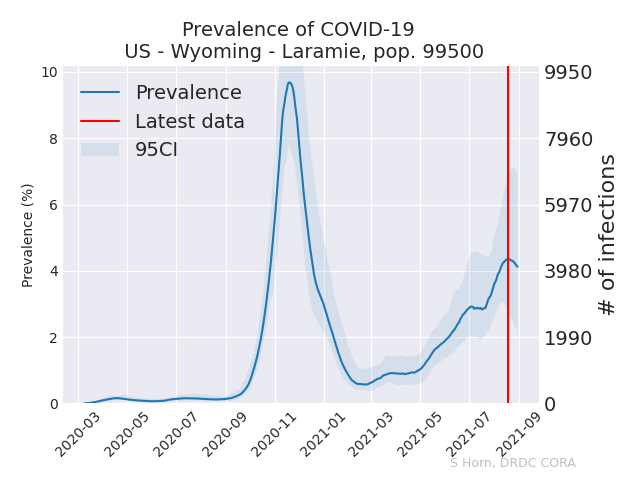 Prevalence of COVID-19
US - Wyoming - Laramie, pop. 99500
Prevalence
Latest data
95CI
Prevalence (%)
10
8
6
4
2
0
9950
7960
5970
3980
1990
0
# of infections
2020-03
2020-05
2020-07
2020-09
2020-11
2021-01
2021-03
2021-05
2021-07
2021-09
S Horn, DRDC CORA